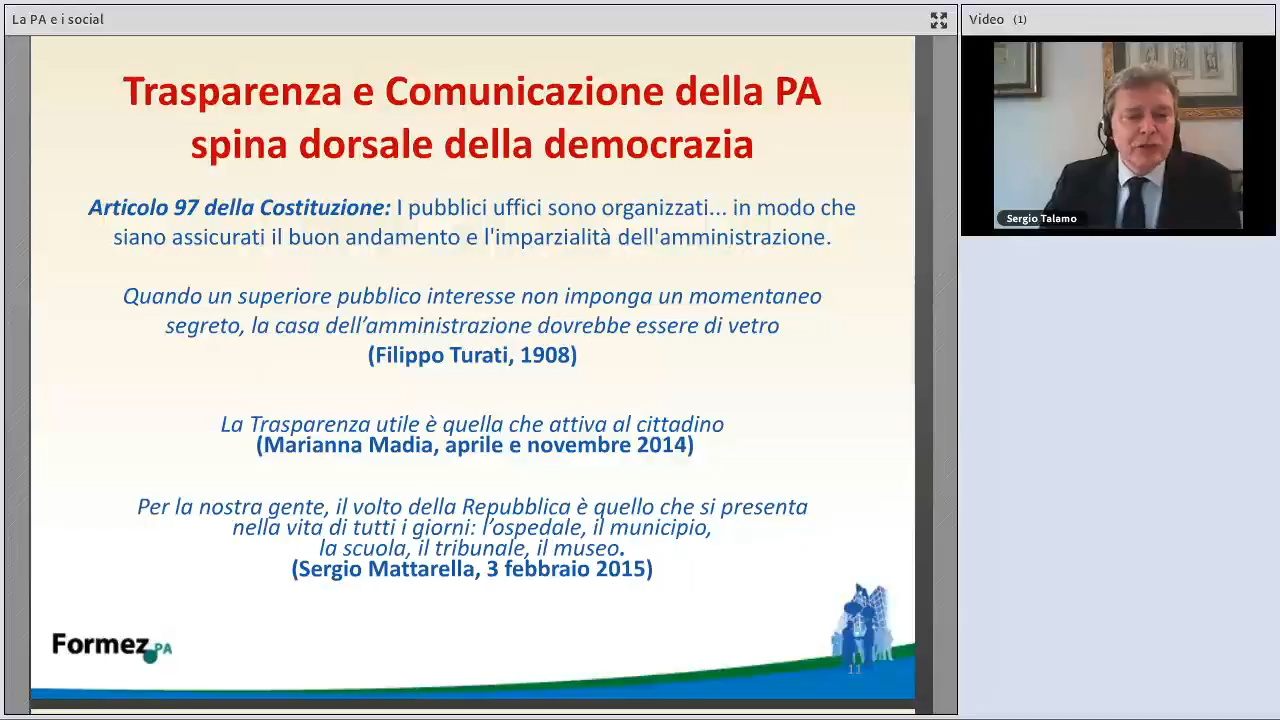 La PA e i social
Video (1)
Trasparenza e Comunicazione della PA
spina dorsale della democrazia
Articolo 97 della Costituzione: I pubblici uffici sono organizzati... in modo che
siano assicurati il buon andamento e l'imparzialità dell'amministrazione.
Quando un superiore pubblico interesse non imponga un momentaneo
segreto, la casa dell’amministrazione dovrebbe essere di vetro
(Filippo Turati, 1908)
La Trasparenza utile è quella che attiva al cittadino
(Marianna Madia, aprile e novembre 2014)
Per la nostra gente, il volto della Repubblica è quello che si presenta
nella vita di tutti i giorni: l’ospedale, il municipio,
la scuola, il tribunale, il museo.
(Sergio Mattarella, 3 febbraio 2015)
Formez PA
11
Sergio Talamo